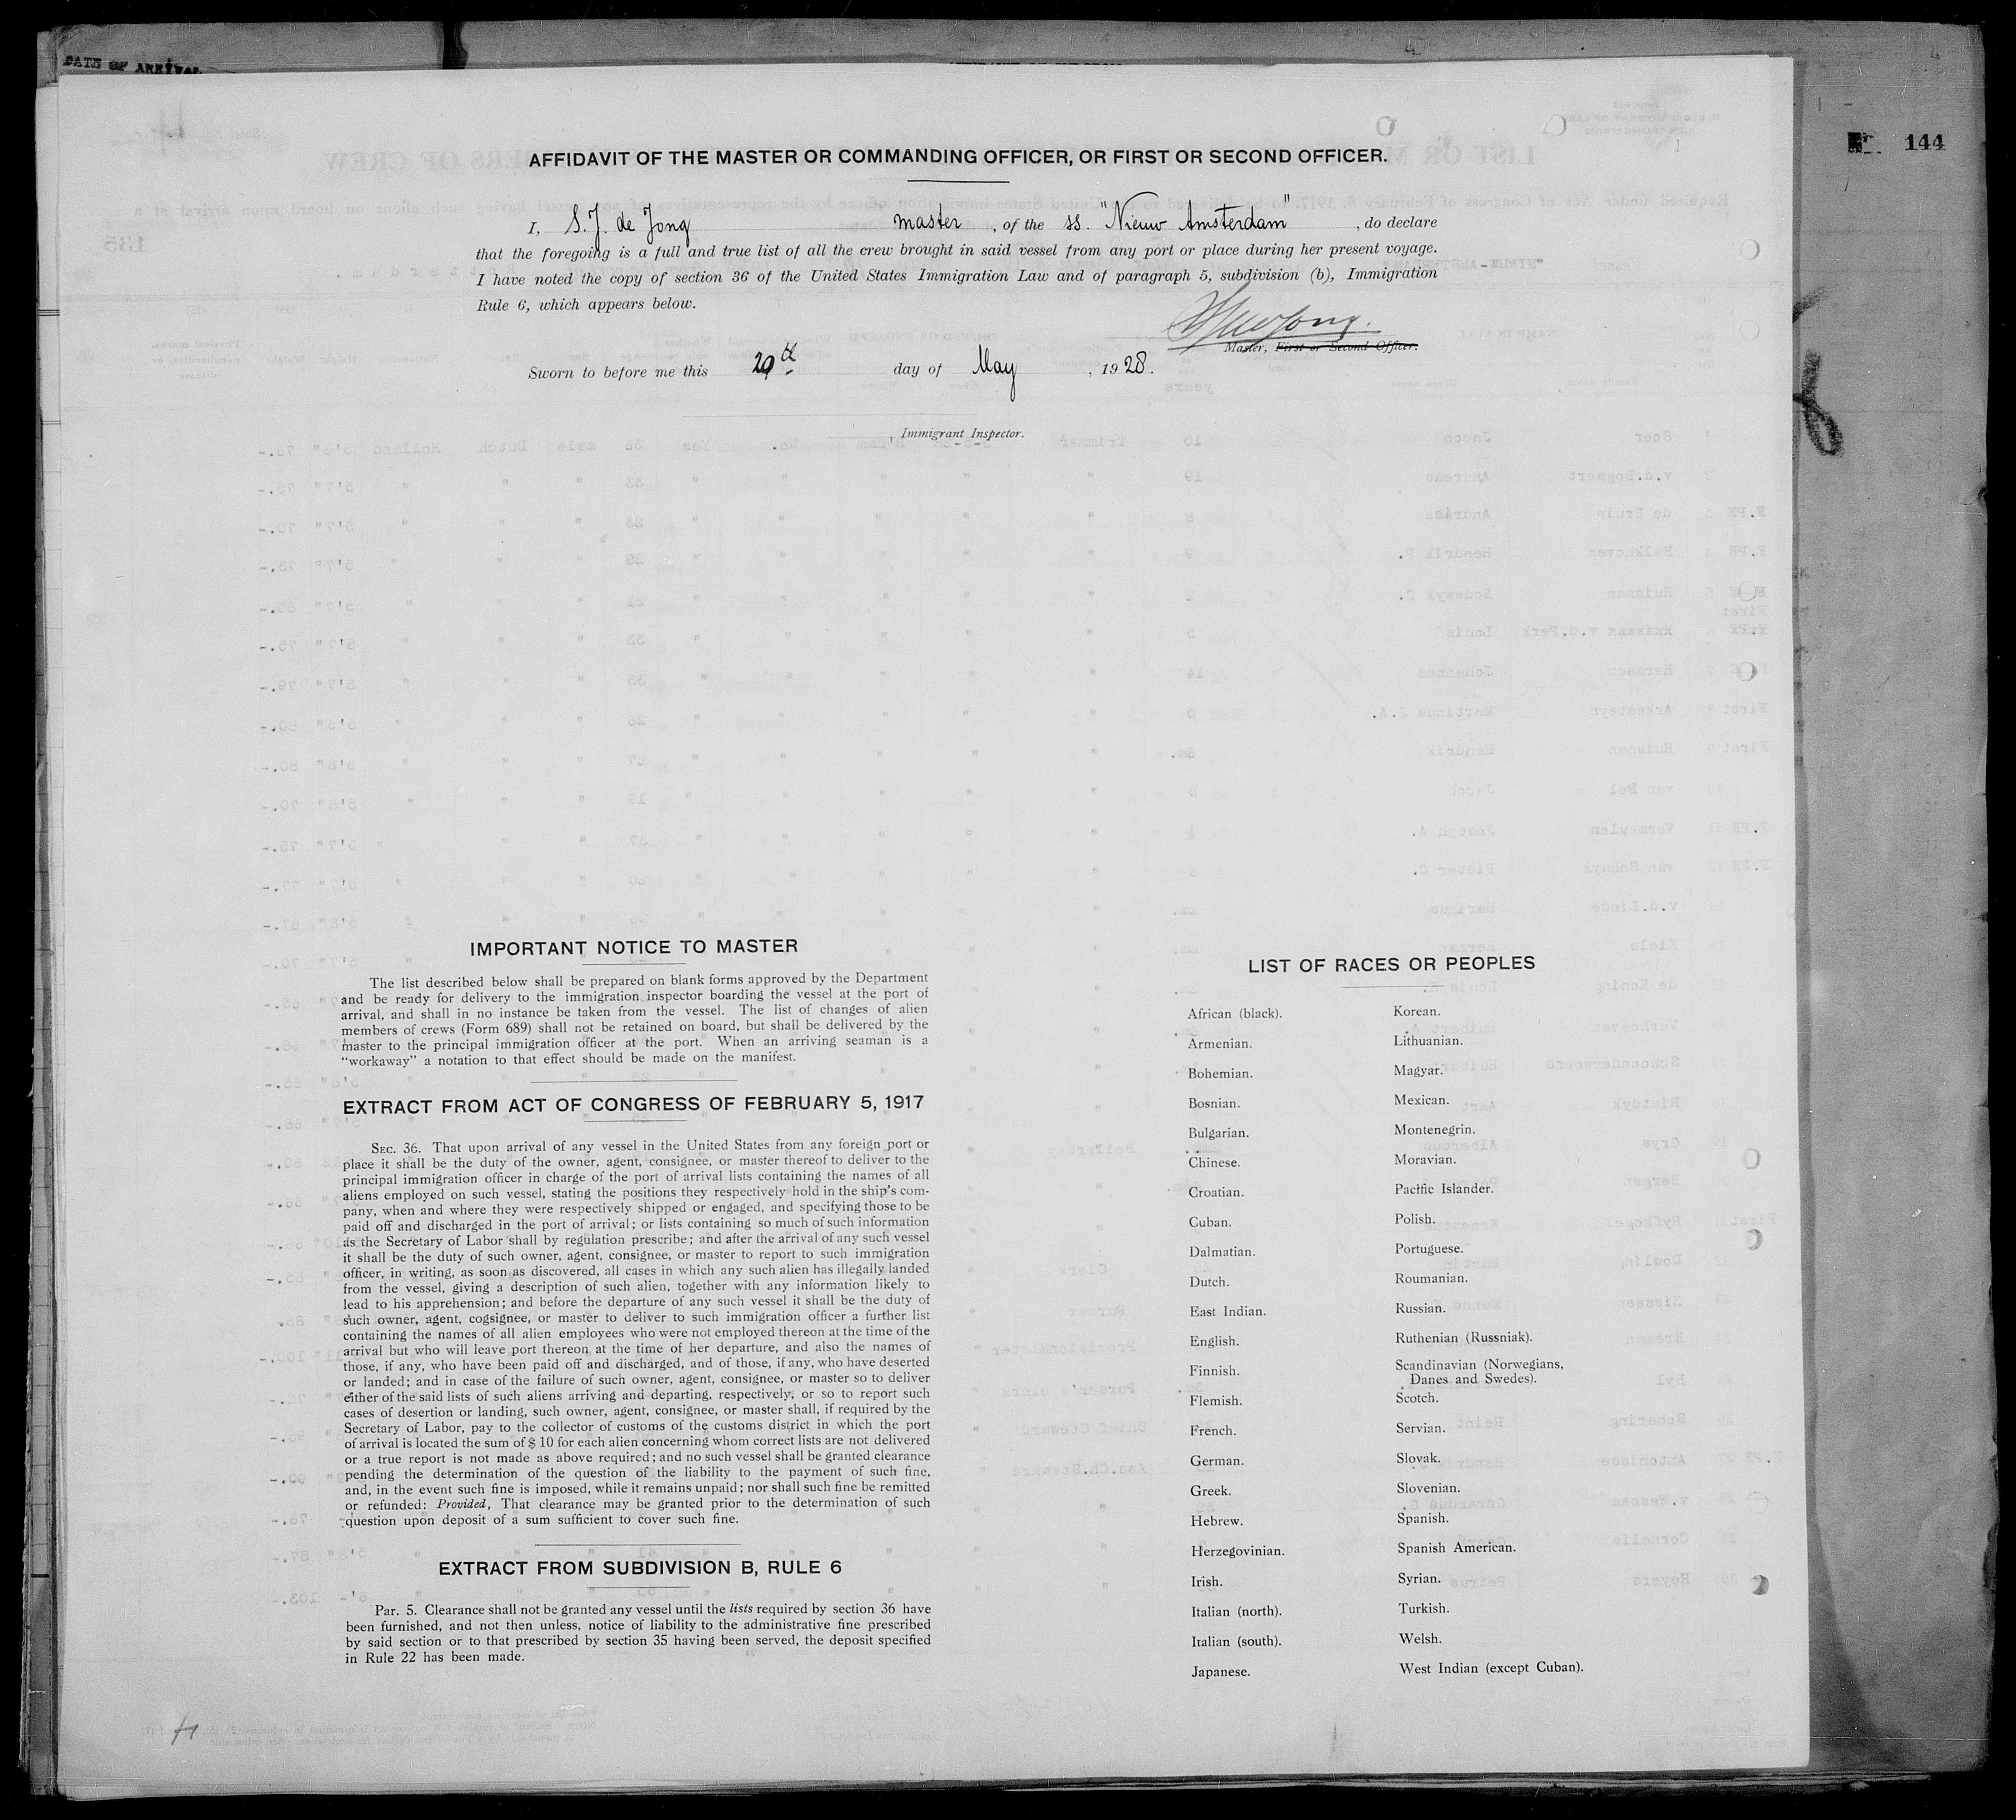 DATE OF ARRIVAL
144
AFFIDAVIT OF THE MASTER OR COMMANDING OFFICER, OR FIRST OR SECOND OFFICER.
I, S. J. de Jong master, of the ss. "Nieuw Amsterdam", do declare
that the foregoing is a full and true list of all the crew brought in said vessel from any port or place during her present voyage.
I have noted the copy of section 36 of the United States Immigration Law and of paragraph 5, subdivision (b), Immigration
Rule 6, which appears below.
Master, First or Second Officer.
Sworn to before me this 29th day of May, 1928.
Immigrant Inspector.
IMPORTANT NOTICE TO MASTER
The list described below shall be prepared on blank forms approved by the Department
and be ready for delivery to the immigration inspector boarding the vessel at the port of
arrival, and shall in no instance be taken from the vessel. The list of changes of alien
members of crews (Form 689) shall not be retained on board, but shall be delivered by the
master to the principal immigration officer at the port. When an arriving seaman is a
“workaway” a notation to that effect should be made on the manifest.
EXTRACT FROM ACT OF CONGRESS OF FEBRUARY 5, 1917
SEC. 36. That upon arrival of any vessel in the United States from any foreign port or
place it shall be the duty of the owner, agent, consignee, or master thereof to deliver to the
principal immigration officer in charge of the port of arrival lists containing the names of all
aliens employed on such vessel, stating the positions they respectively hold in the ship's com-
pany, when and where they were respectively shipped or engaged, and specifying those to be
paid off and discharged in the port of arrival; or lists containing so much of such information
as the Secretary of Labor shall by regulation prescribe; and after the arrival of any such vessel
it shall be the duty of such owner, agent, consignee, or master to report to such immigration
officer, in writing, as soon as discovered, all cases in which any such alien has illegally landed
from the vessel, giving a description of such alien, together with any information likely to
lead to his apprehension; and before the departure of any such vessel it shall be the duty of
such owner, agent, cogsignee, or master to deliver to such immigration officer a further list
containing the names of all alien employees who were not employed thereon at the time of the
arrival but who will leave port thereon at the time of her departure, and also the names of
those, if any, who have been paid off and discharged, and of those, if any, who have deserted
or landed; and in case of the failure of such owner, agent, consignee, or master so to deliver
either of the said lists of such aliens arriving and departing, respectively, or so to report such
cases of desertion or landing, such owner, agent, consignee, or master shall, if required by the
Secretary of Labor, pay to the collector of customs of the customs district in which the port
of arrival is located the sum of $ 10 for each alien concerning whom correct lists are not delivered
or a true report is not made as above required; and no such vessel shall be granted clearance
pending the determination of the question of the liability to the payment of such fine,
and, in the event such fine is imposed, while it remains unpaid; nor shall such fine be remitted
or refunded: Provided, That clearance may be granted prior to the determination of such
question upon deposit of a sum sufficient to cover such fine.
EXTRACT FROM SUBDIVISION B, RULE 6
Par. 5. Clearance shall not be granted any vessel until the lists required by section 36 have
been furnished, and not then unless, notice of liability to the administrative fine prescribed
by said section or to that prescribed by section 35 having been served, the deposit specified
in Rule 22 has been made.
LIST OF RACES OR PEOPLES
African (black).
Armenian.
Bohemian.
Bosnian.
Bulgarian.
Chinese.
Croatian.
Cuban.
Dalmatian.
Dutch.
East Indian.
English.
Finnish.
Flemish.
French.
German.
Greek.
Hebrew.
Herzegovinian.
Irish.
Italian (north).
Italian (south).
Japanese.
Korean.
Lithuanian.
Magyar.
Mexican.
Montenegrin.
Moravian.
Pacific Islander.
Polish.
Portuguese.
Roumanian.
Russian.
Ruthenian (Russniak).
Scandinavian (Norwegians,
Danes and Swedes).
Scotch.
Servian.
Slovak.
Slovenian.
Spanish.
Spanish American.
Syrian.
Turkish.
Welsh.
West Indian (except Cuban).